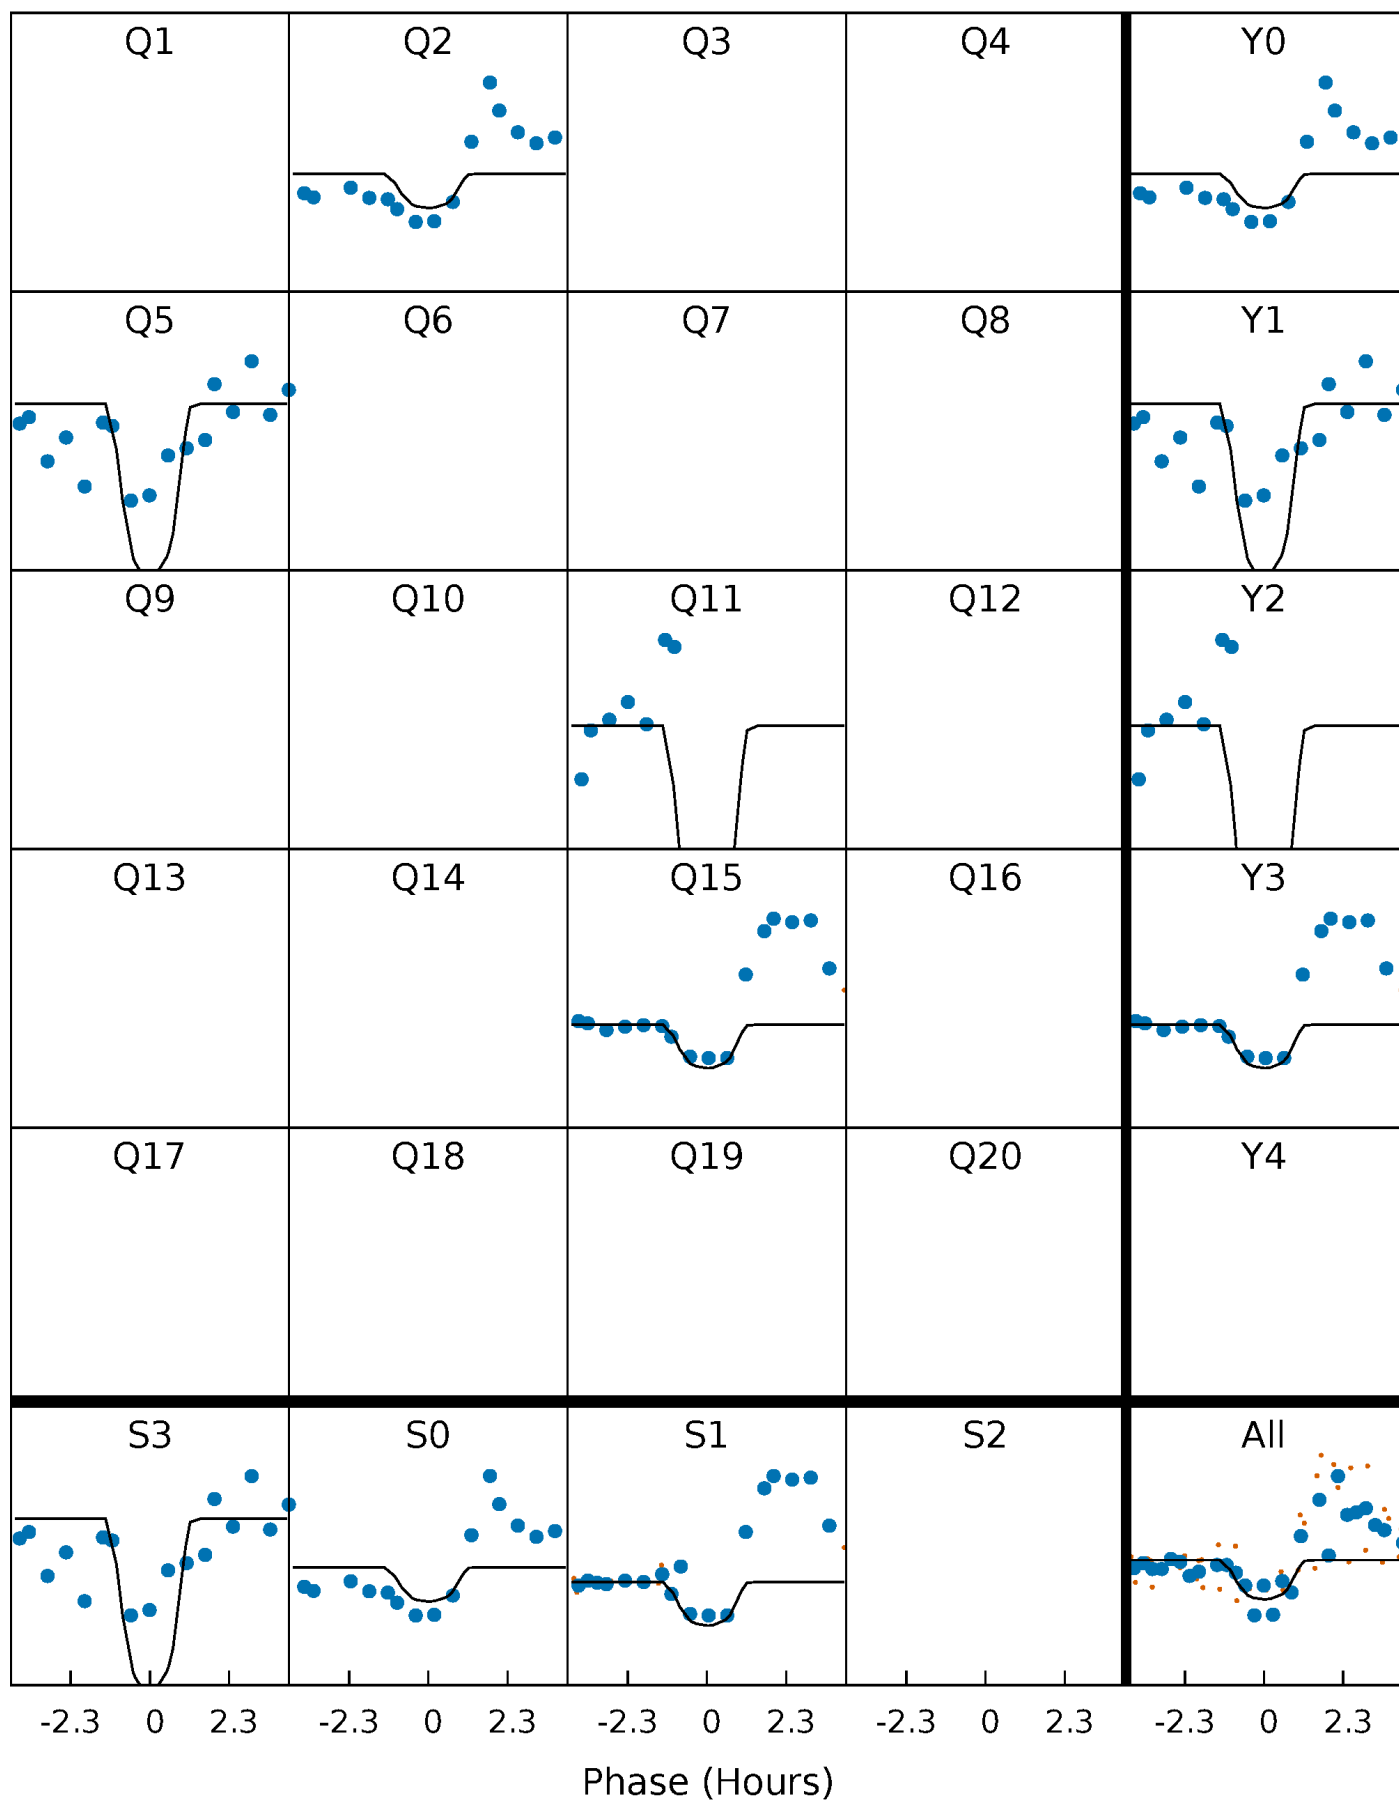 Q1 Q2 Q3 Q4 Y0
Q5 Q6 Q7 Q8 Y1
Q9 Q10 Q11 Q12 Y2
Q13 Q14 Q15 Q16 Y3
Q17 Q18 Q19 Q20 Y4
S3 S0 S1 S2 All
-2.3 0 2.3 -2.3 0 2.3 -2.3 0 2.3 -2.3 0 2.3 -2.3 0 2.3
Phase (Hours)